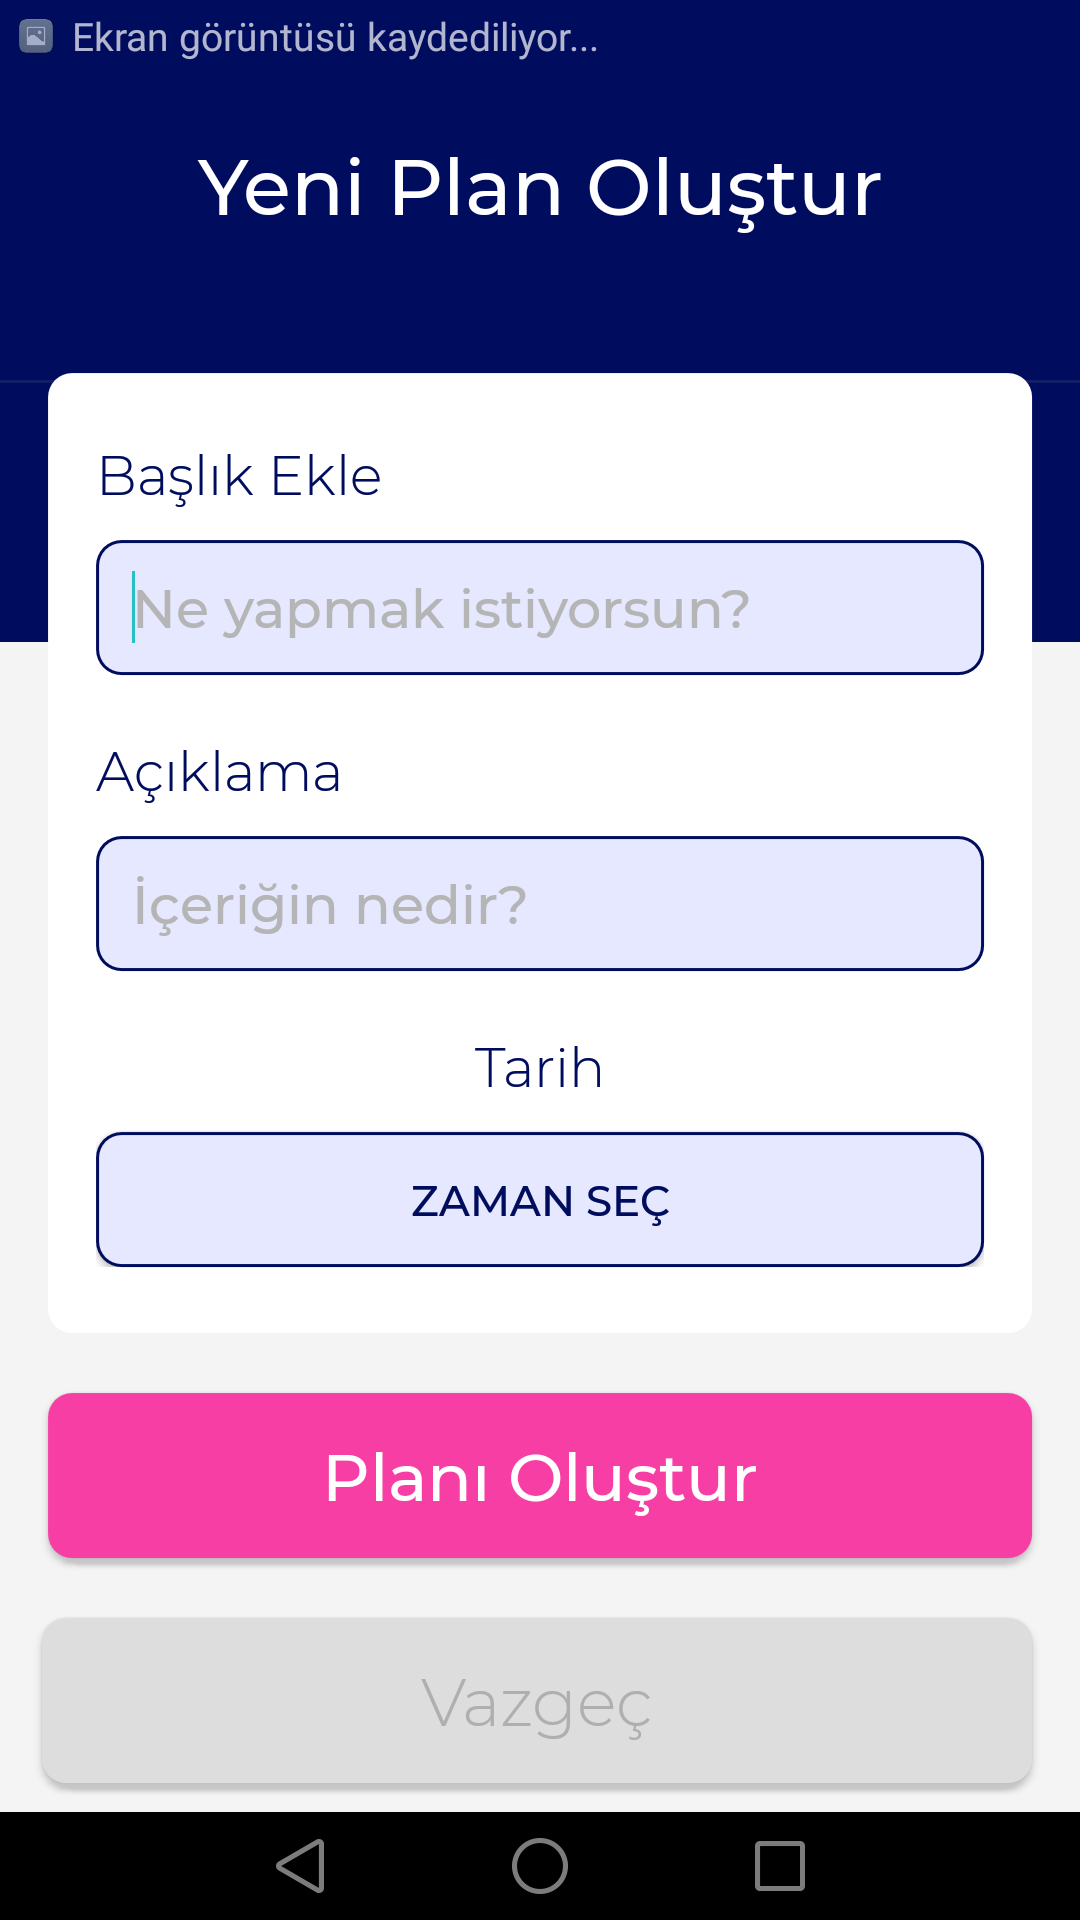 Ekran görüntüsü kaydediliyor...
Yeni Plan Oluştur
Başlık Ekle
Ne yapmak istiyorsun?
Açıklama
İçeriğin nedir?
Tarih
ZAMAN SEÇ
Planı Oluştur
Vazgeç